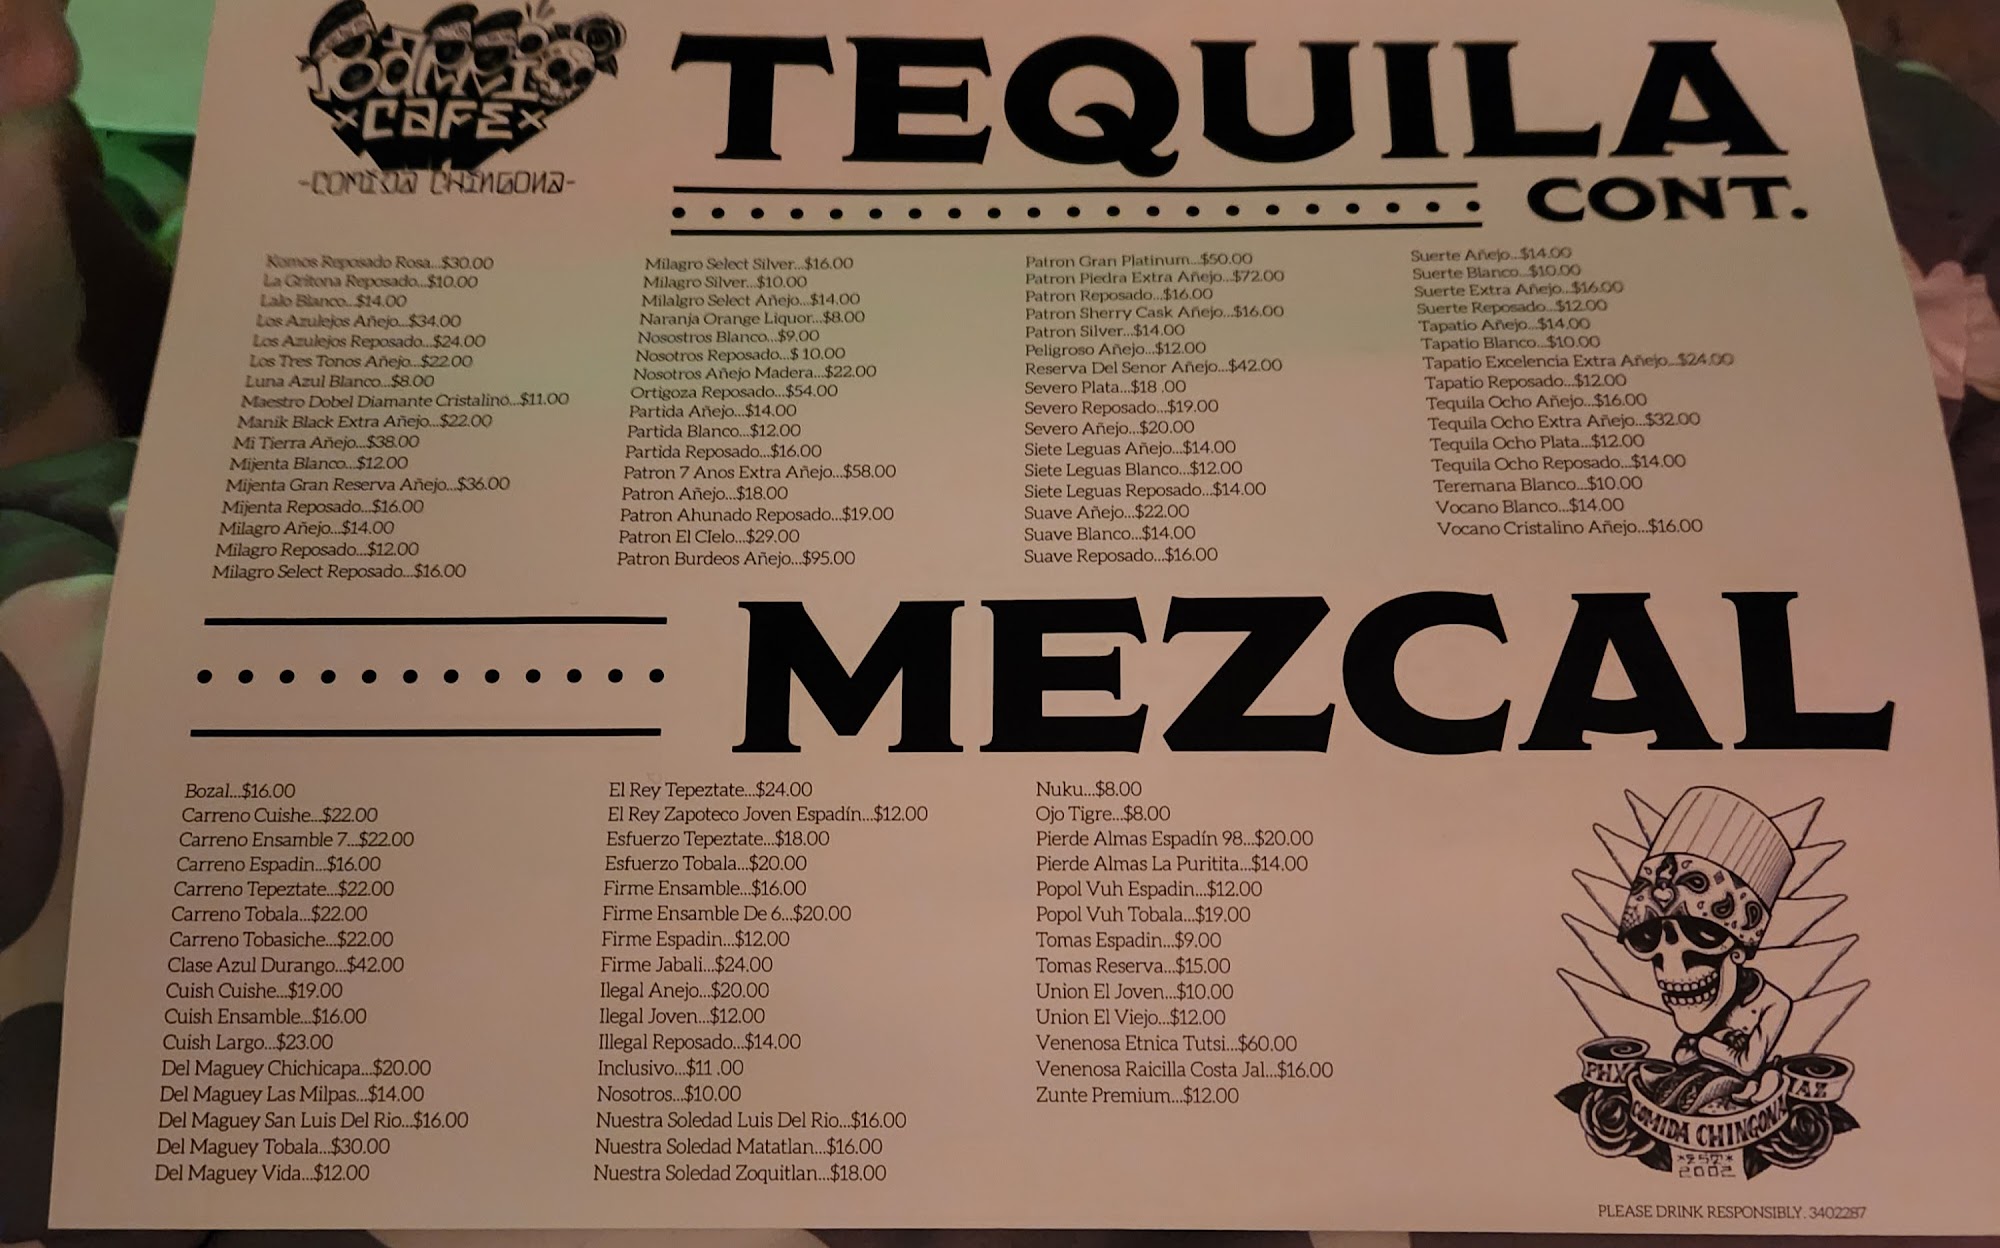 BARRIO
CAFE
-COMIDA CHINGONA-
TEQUILA
CONT.
Komos Reposado Rosa...$30.00
La Gritona Reposado...$10.00
Lalo Blanco...$14.00
Los Azulejos Añejo...$34.00
Los Azulejos Reposado...$24.00
Los Tres Tonos Añejo...$22.00
Luna Azul Blanco...$8.00
Maestro Dobel Diamante Cristalino...$11.00
Manik Black Extra Añejo...$22.00
Mi Tierra Añejo...$38.00
Mijenta Blanco...$12.00
Mijenta Gran Reserva Añejo...$36.00
Mijenta Reposado...$16.00
Milagro Añejo...$14.00
Milagro Reposado...$12.00
Milagro Select Reposado...$16.00
Milagro Select Silver...$16.00
Milagro Silver...$10.00
Milalgro Select Añejo...$14.00
Naranja Orange Liquor...$8.00
Nosostros Blanco...$9.00
Nosotros Reposado...$ 10.00
Nosotros Añejo Madera...$22.00
Ortigoza Reposado...$54.00
Partida Añejo...$14.00
Partida Blanco...$12.00
Partida Reposado...$16.00
Patron 7 Anos Extra Añejo...$58.00
Patron Añejo...$18.00
Patron Ahunado Reposado...$19.00
Patron El CIelo...$29.00
Patron Burdeos Añejo...$95.00
Patron Gran Platinum...$50.00
Patron Piedra Extra Añejo...$72.00
Patron Reposado...$16.00
Patron Sherry Cask Añejo...$16.00
Patron Silver...$14.00
Peligroso Añejo...$12.00
Reserva Del Senor Añejo...$42.00
Severo Plata...$18 .00
Severo Reposado...$19.00
Severo Añejo...$20.00
Siete Leguas Añejo...$14.00
Siete Leguas Blanco...$12.00
Siete Leguas Reposado...$14.00
Suave Añejo...$22.00
Suave Blanco...$14.00
Suave Reposado...$16.00
Suerte Añejo...$14.00
Suerte Blanco...$10.00
Suerte Extra Añejo...$16.00
Suerte Reposado...$12.00
Tapatio Añejo...$14.00
Tapatio Blanco...$10.00
Tapatio Excelencia Extra Añejo...$24.00
Tapatio Reposado...$12.00
Tequila Ocho Añejo...$16.00
Tequila Ocho Extra Añejo...$32.00
Tequila Ocho Plata...$12.00
Tequila Ocho Reposado...$14.00
Teremana Blanco...$10.00
Vocano Blanco...$14.00
Vocano Cristalino Añejo...$16.00
MEZCAL
Bozal...$16.00
Carreno Cuishe...$22.00
Carreno Ensamble 7...$22.00
Carreno Espadin...$16.00
Carreno Tepeztate...$22.00
Carreno Tobala...$22.00
Carreno Tobasiche...$22.00
Clase Azul Durango...$42.00
Cuish Cuishe...$19.00
Cuish Ensamble...$16.00
Cuish Largo...$23.00
Del Maguey Chichicapa...$20.00
Del Maguey Las Milpas...$14.00
Del Maguey San Luis Del Rio...$16.00
Del Maguey Tobala...$30.00
Del Maguey Vida...$12.00
El Rey Tepeztate...$24.00
El Rey Zapoteco Joven Espadín...$12.00
Esfuerzo Tepeztate...$18.00
Esfuerzo Tobala...$20.00
Firme Ensamble...$16.00
Firme Ensamble De 6...$20.00
Firme Espadin...$12.00
Firme Jabali...$24.00
Ilegal Anejo...$20.00
Ilegal Joven...$12.00
Illegal Reposado...$14.00
Inclusivo...$11 .00
Nosotros...$10.00
Nuestra Soledad Luis Del Rio...$16.00
Nuestra Soledad Matatlan...$16.00
Nuestra Soledad Zoquitlan...$18.00
Nuku...$8.00
Ojo Tigre...$8.00
Pierde Almas Espadín 98...$20.00
Pierde Almas La Puritita...$14.00
Popol Vuh Espadin...$12.00
Popol Vuh Tobala...$19.00
Tomas Espadin...$9.00
Tomas Reserva...$15.00
Union El Joven...$10.00
Union El Viejo...$12.00
Venenosa Etnica Tutsi...$60.00
Venenosa Raicilla Costa Jal...$16.00
Zunte Premium...$12.00
PHX
AZ
COMIDA CHINGONA
*EST*
2002
PLEASE DRINK RESPONSIBLY. 3402287